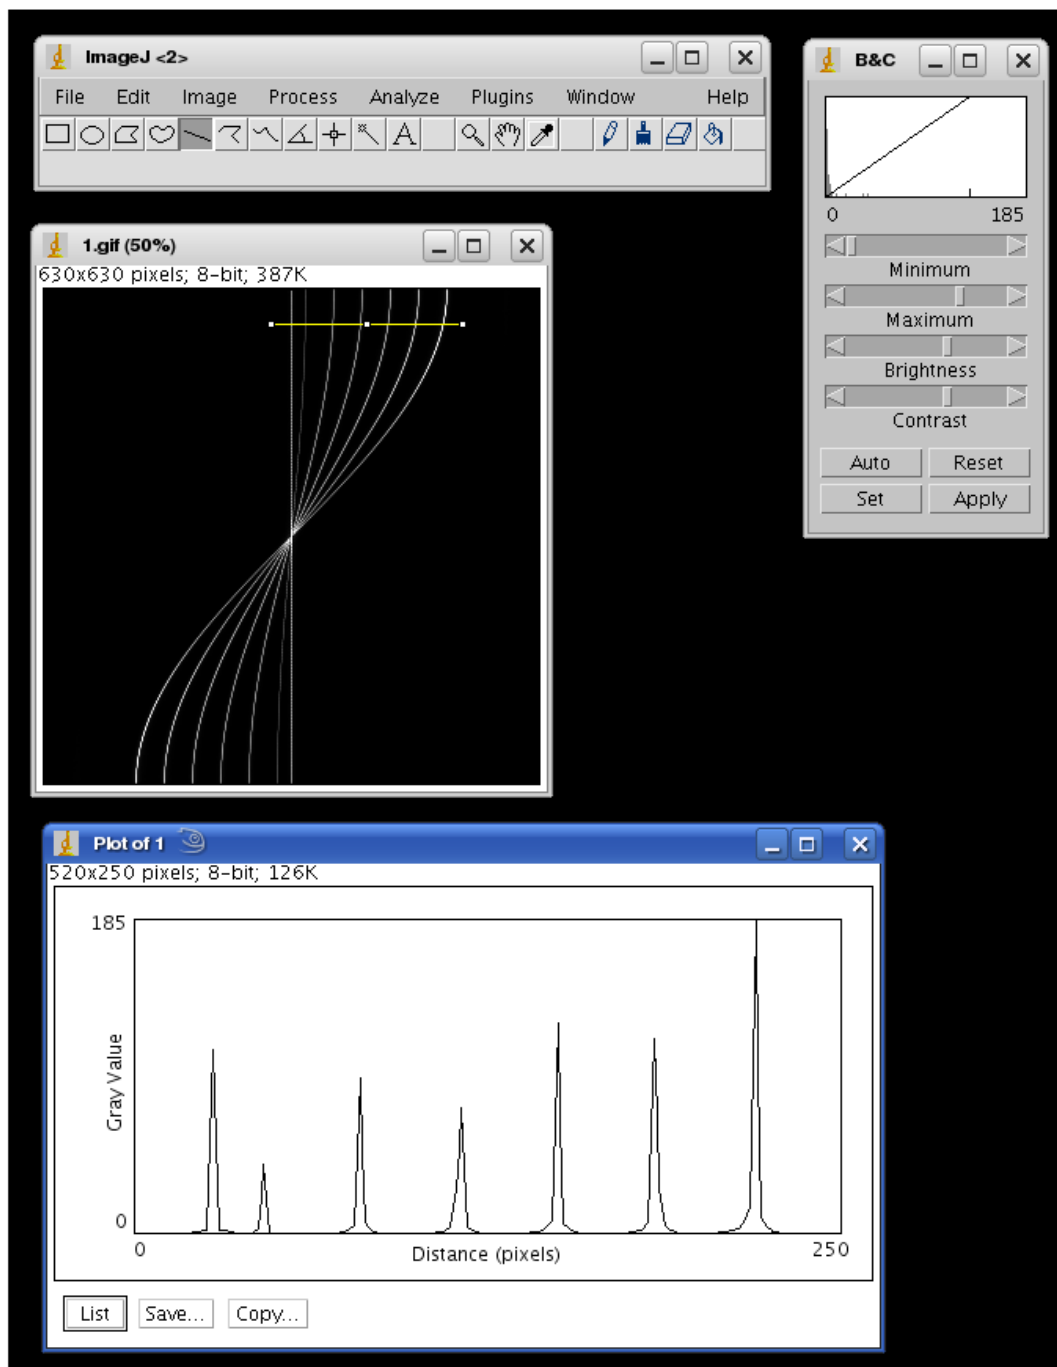 ImageJ <2>
File Edit Image Process Analyze Plugins Window Help
A
B&C
0 185
Minimum
Maximum
Brightness
Contrast
Auto Reset
Set Apply
1.gif (50%)
630x630 pixels; 8-bit; 387K
Plot of 1
520x250 pixels; 8-bit; 126K
185
Gray Value
0
0 250
Distance (pixels)
List Save... Copy...